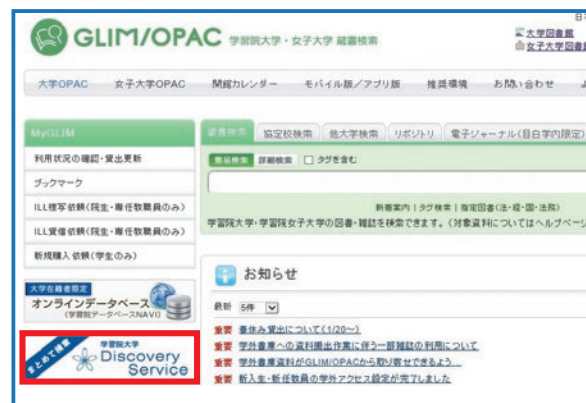 GLIM/OPAC 学習院大学・女子大学 蔵書検索
大学図書館
女子大学図書
大学OPAC 女子大学OPAC 開館カレンダー モバイル版/アプリ版 推奨環境 お問い合わせ
MyGLIM
利用状況の確認・貸出更新
ブックマーク
ILL複写依頼(院生・専任教職員のみ)
ILL貸借依頼(院生・専任教職員のみ)
新規購入依頼(学生のみ)
大学在籍者限定
オンラインデータベース
(学習院データベースNAVI)
まとめて検索
学習院大学
Discovery
Service
蔵書検索 協定校検索 他大学検索 リポジトリ 電子ジャーナル(目白学内限定)
簡易検索 詳細検索 タグを含む
新着案内 | タグ検索 | 指定図書(法・経・国・法務)
学習院大学・学習院女子大学の図書・雑誌を検索できます。(対象資料についてはヘルプペー
お知らせ
最新 5件
重要 春休み貸出について(1/20~)
重要 学外書庫への資料搬出作業に伴う一部雑誌の利用について
重要 学外書庫資料がGLIM/OPACから取り寄せできるよう...
重要 新入生・新任教員の学外アクセス設定が完了しました